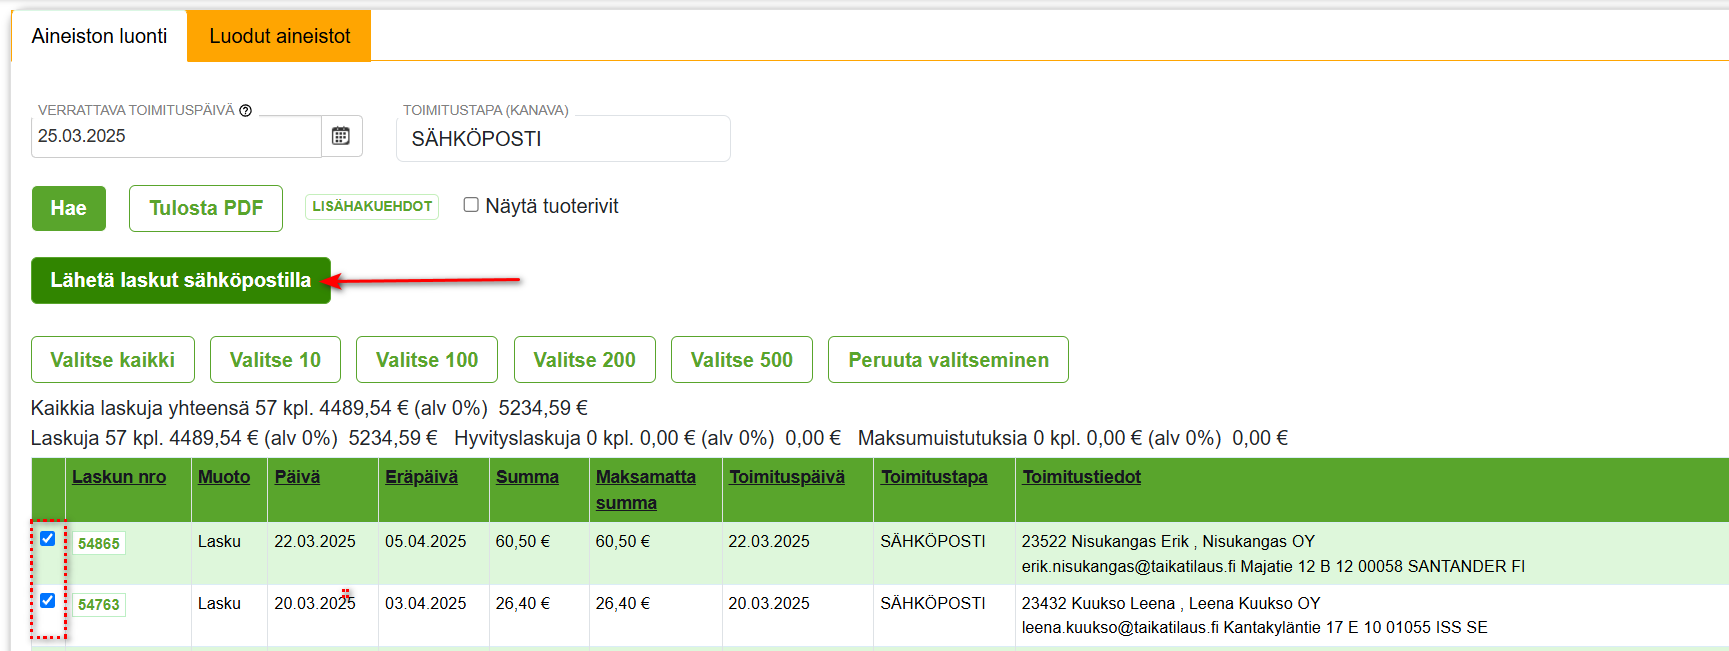 Aineiston luonti Luodut aineistot
VERRATTAVA TOIMITUSPÄIVÄ TOIMITUSTAPA (KANAVA)
25.03.2025 SÄHKÖPOSTI
Hae Tulosta PDF LISÄHAKUEHDOT Näytä tuoterivit
Lähetä laskut sähköpostilla
Valitse kaikki Valitse 10 Valitse 100 Valitse 200 Valitse 500 Peruuta valitseminen
Kaikkia laskuja yhteensä 57 kpl. 4489,54 € (alv 0%) 5234,59 €
Laskuja 57 kpl. 4489,54 € (alv 0%) 5234,59 € Hyvityslaskuja 0 kpl. 0,00 € (alv 0%) 0,00 € Maksumuistutuksia 0 kpl. 0,00 € (alv 0%) 0,00 €
Laskun nro Muoto Päivä Eräpäivä Summa Maksamatta Toimituspäivä Toimitustapa Toimitustiedot
summa
54865 Lasku 22.03.2025 05.04.2025 60,50 € 60,50 € 22.03.2025 SÄHKÖPOSTI 23522 Nisukangas Erik , Nisukangas OY
erik.nisukangas@taikatilaus.fi Majatie 12 B 12 00058 SANTANDER FI
54763 Lasku 20.03.2025 03.04.2025 26,40 € 26,40 € 20.03.2025 SÄHKÖPOSTI 23432 Kuukso Leena , Leena Kuukso OY
leena.kuukso@taikatilaus.fi Kantakyläntie 17 E 10 01055 ISS SE